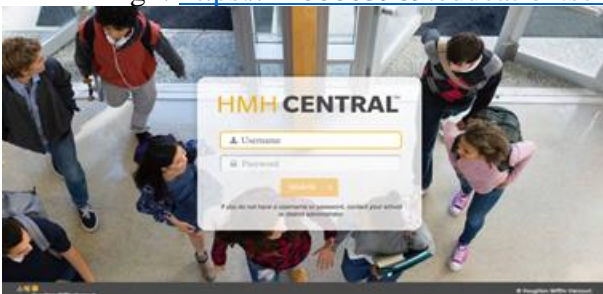 HMH CENTRAL™
Username
Password
If you do not have a username or password, contact your school
or district administrator.
© Houghton Mifflin Harcourt